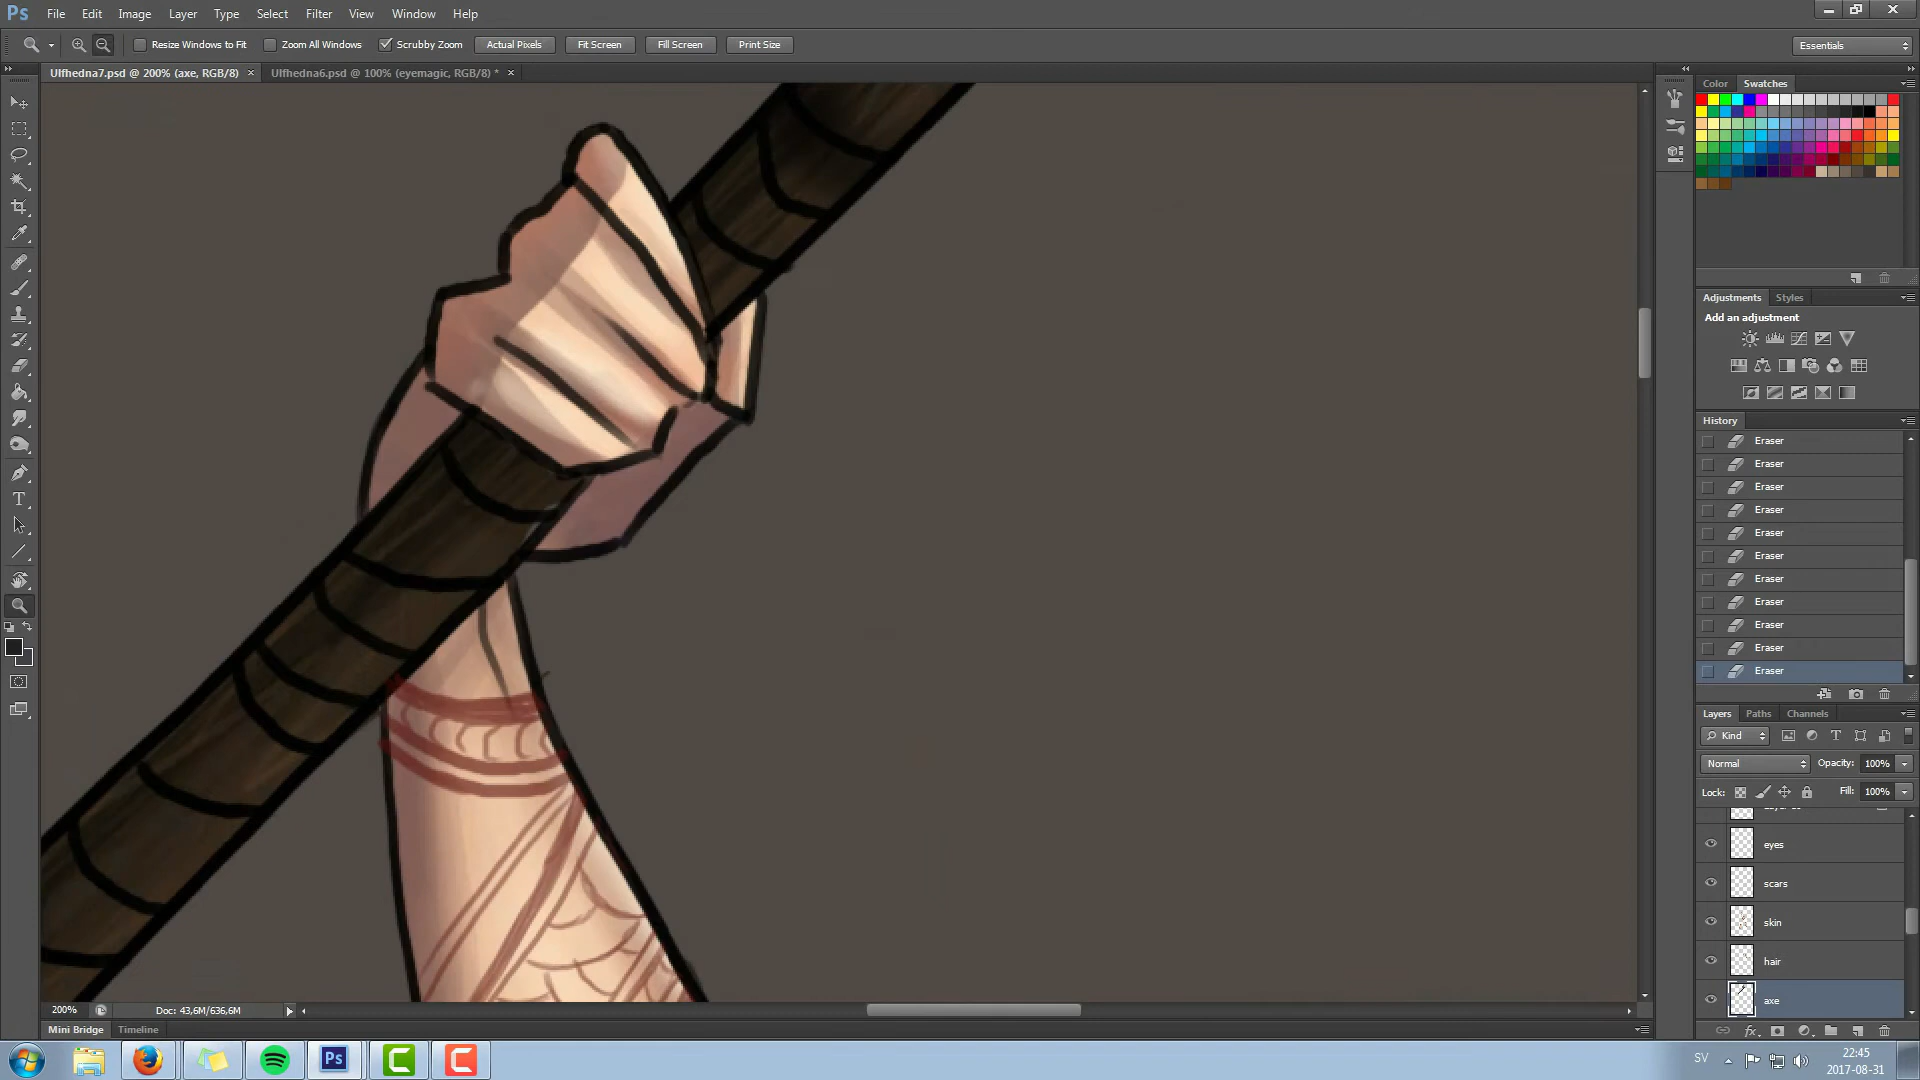 Ps File Edit Image Layer Type Select Filter 3D View Window Help
Resize Windows to Fit Zoom All Windows Scrubby Zoom Actual Pixels Fit Screen Fill Screen Print Size Essentials
Ulfhedna7.psd @ 200% (axe, RGB/8) × Ulfhedna6.psd @ 100% (eyemagic, RGB/8) * ×
Color Swatches
Adjustments Styles
Add an adjustment
History
Eraser
Eraser
Eraser
Eraser
Eraser
Eraser
Eraser
Eraser
Eraser
Eraser
Eraser
Layers Paths Channels
Kind
Normal Opacity: 100%
Lock: Fill: 100%
eyes
scars
skin
hair
axe
200% Doc: 43,6M/636,6M
Mini Bridge Timeline
Ps SV 22:45
2017-08-31